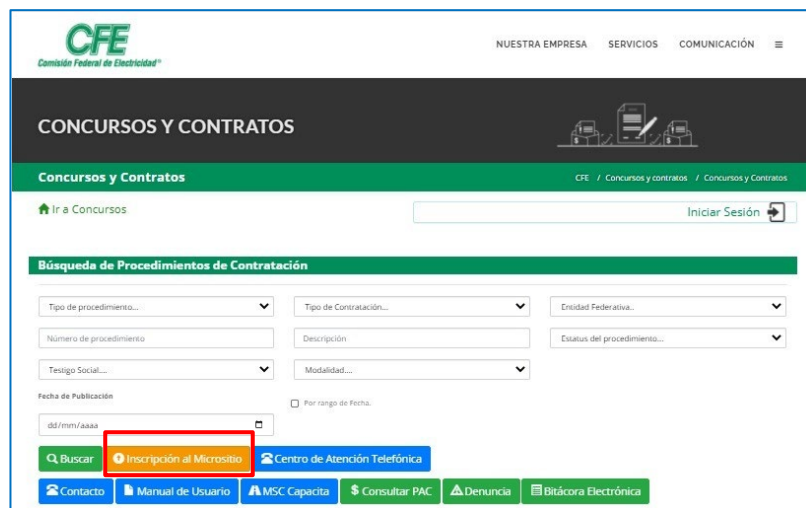 CFE
Comisión Federal de Electricidad®
NUESTRA EMPRESA SERVICIOS COMUNICACIÓN
CONCURSOS Y CONTRATOS
Concursos y Contratos
CFE / Concursos y contratos / Concursos y Contratos
Ir a Concursos
Iniciar Sesión
Búsqueda de Procedimientos de Contratación
Tipo de procedimiento... Tipo de Contratación... Entidad Federativa..
Número de procedimiento Descripción Estatus del procedimiento...
Testigo Social.... Modalidad....
Fecha de Publicación
Por rango de Fecha.
dd/mm/aaaa
Buscar Inscripción al Micrositio Centro de Atención Telefónica
Contacto Manual de Usuario MSC Capacita $ Consultar PAC Denuncia Bitácora Electrónica